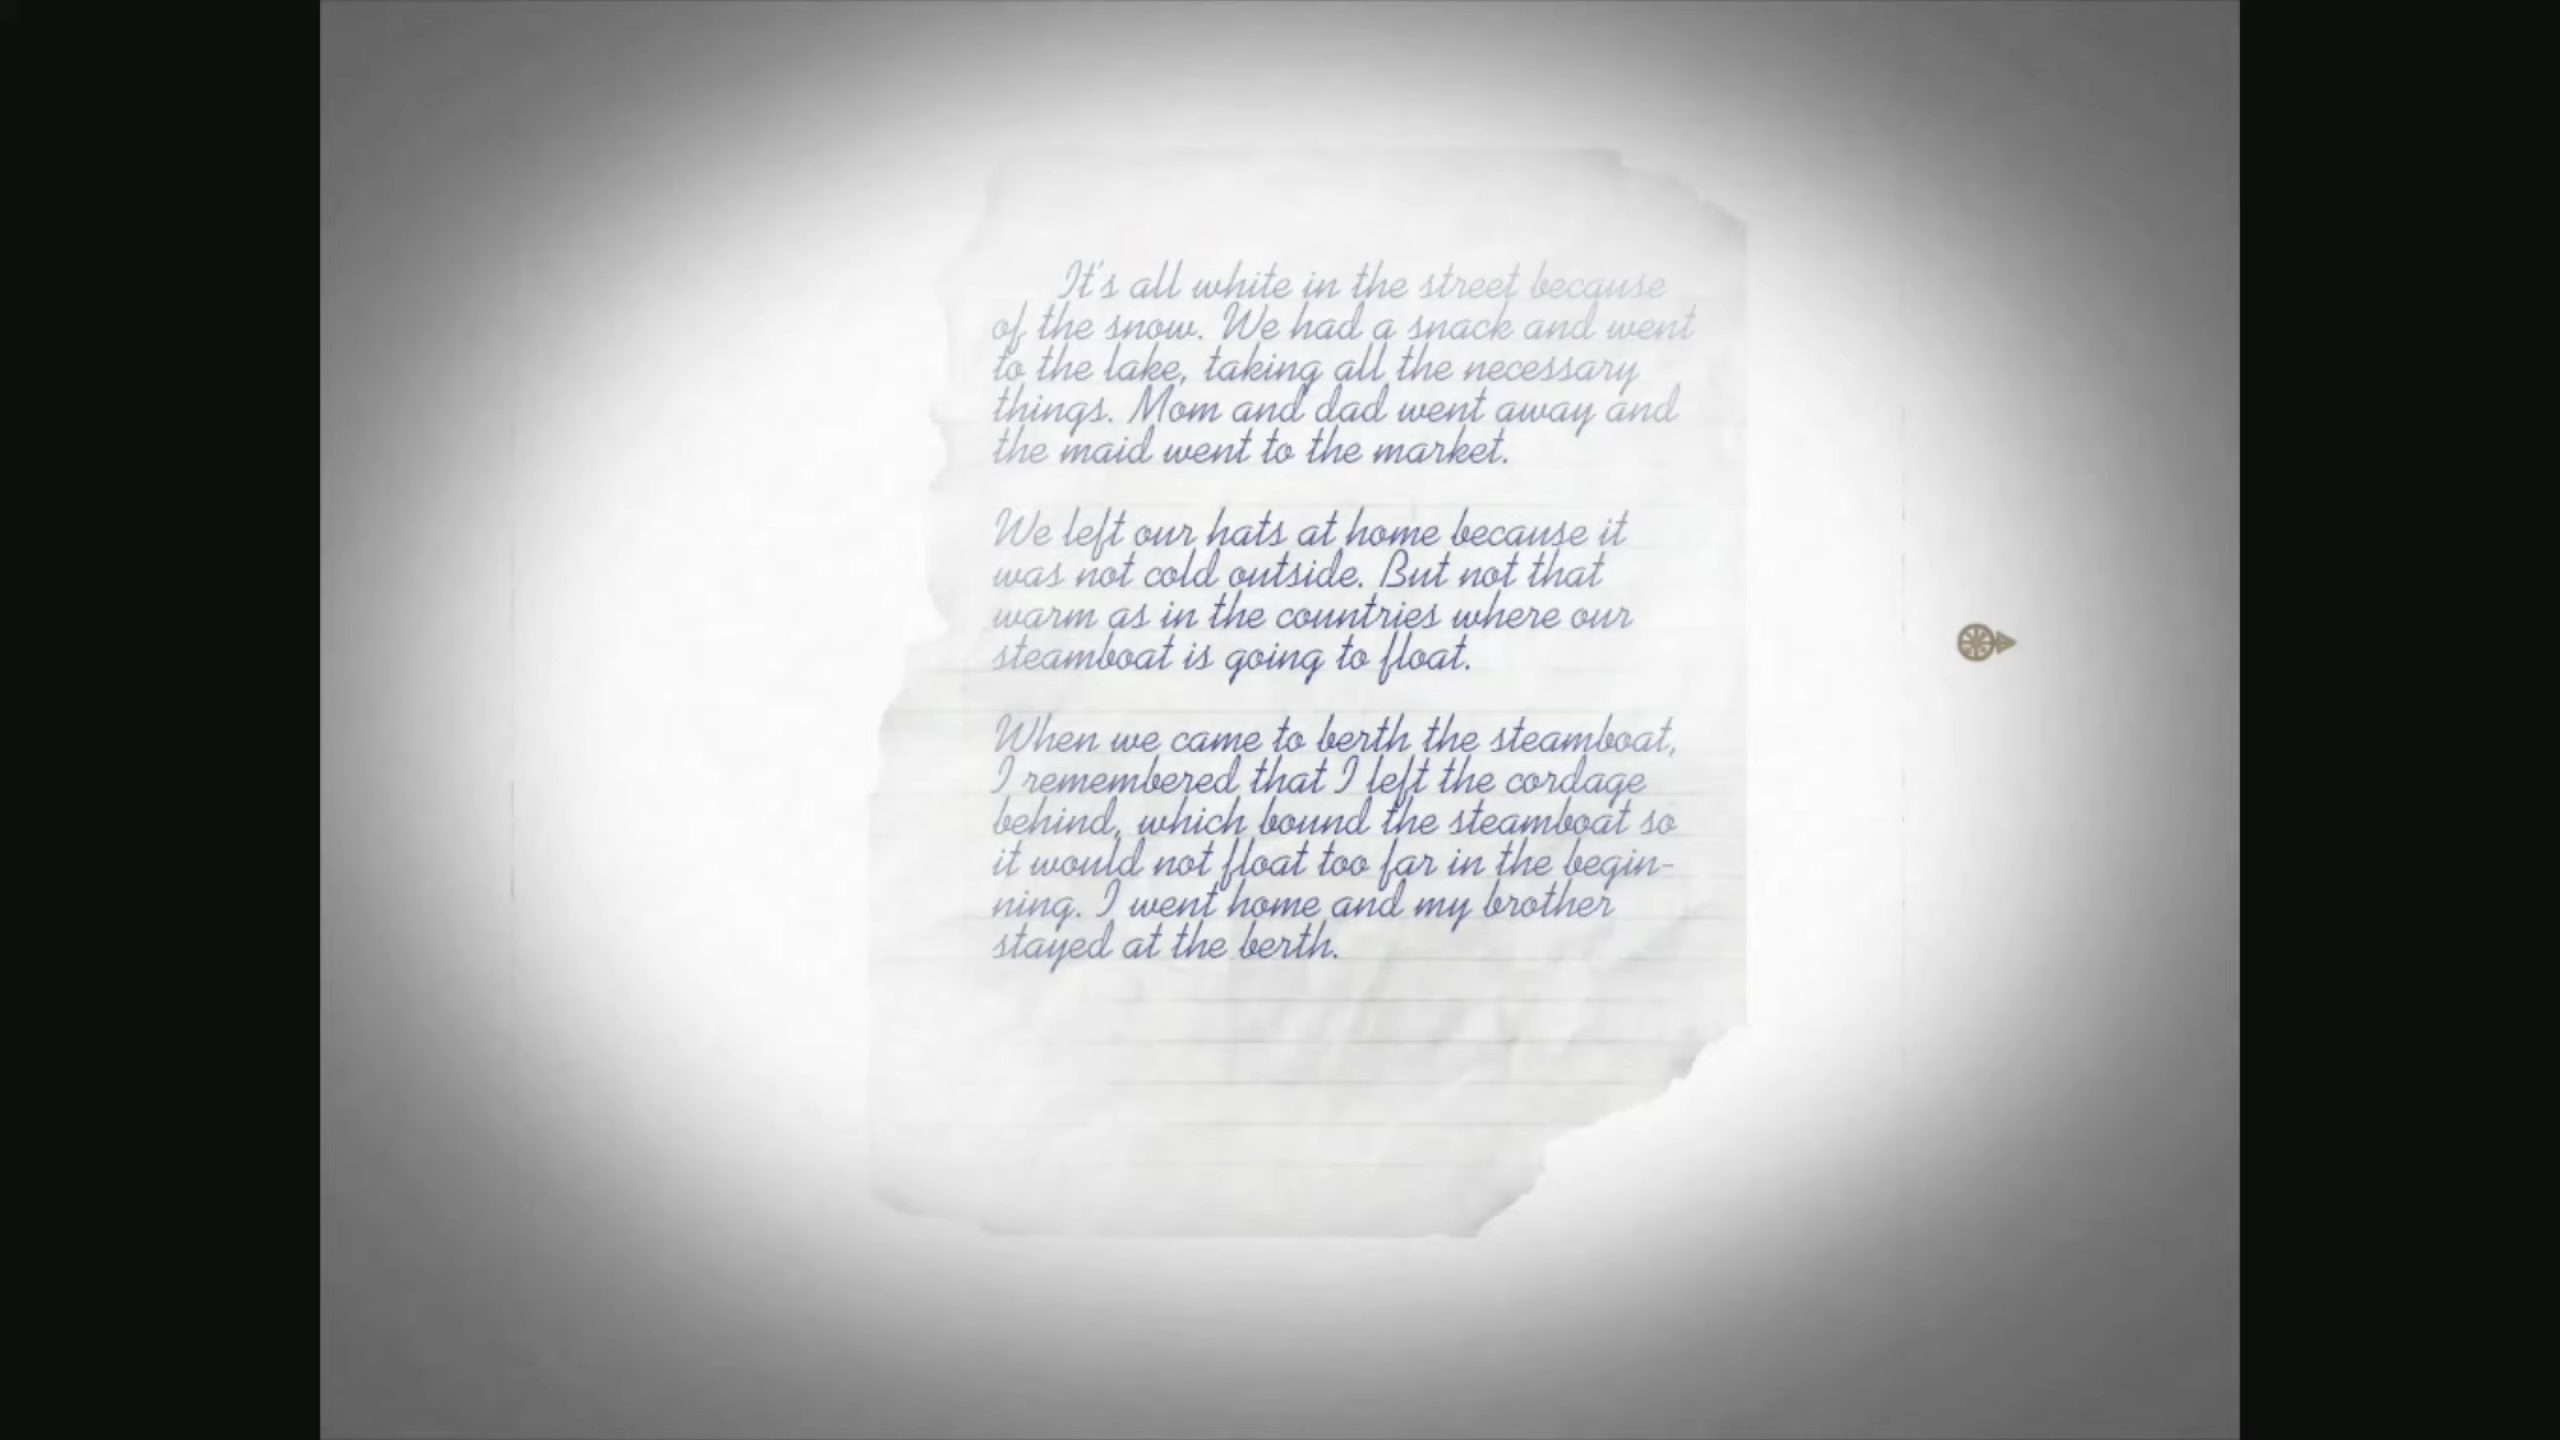 It's all white in the street because
of the snow. We had a snack and went
to the lake, taking all the necessary
things. Mom and dad went away and
the maid went to the market.
We left our hats at home because it
was not cold outside. But not that
warm as in the countries where our
steamboat is going to float.
When we came to berth the steamboat,
I remembered that I left the cordage
behind, which bound the steamboat so
it would not float too far in the begin-
ning. I went home and my brother
stayed at the berth.